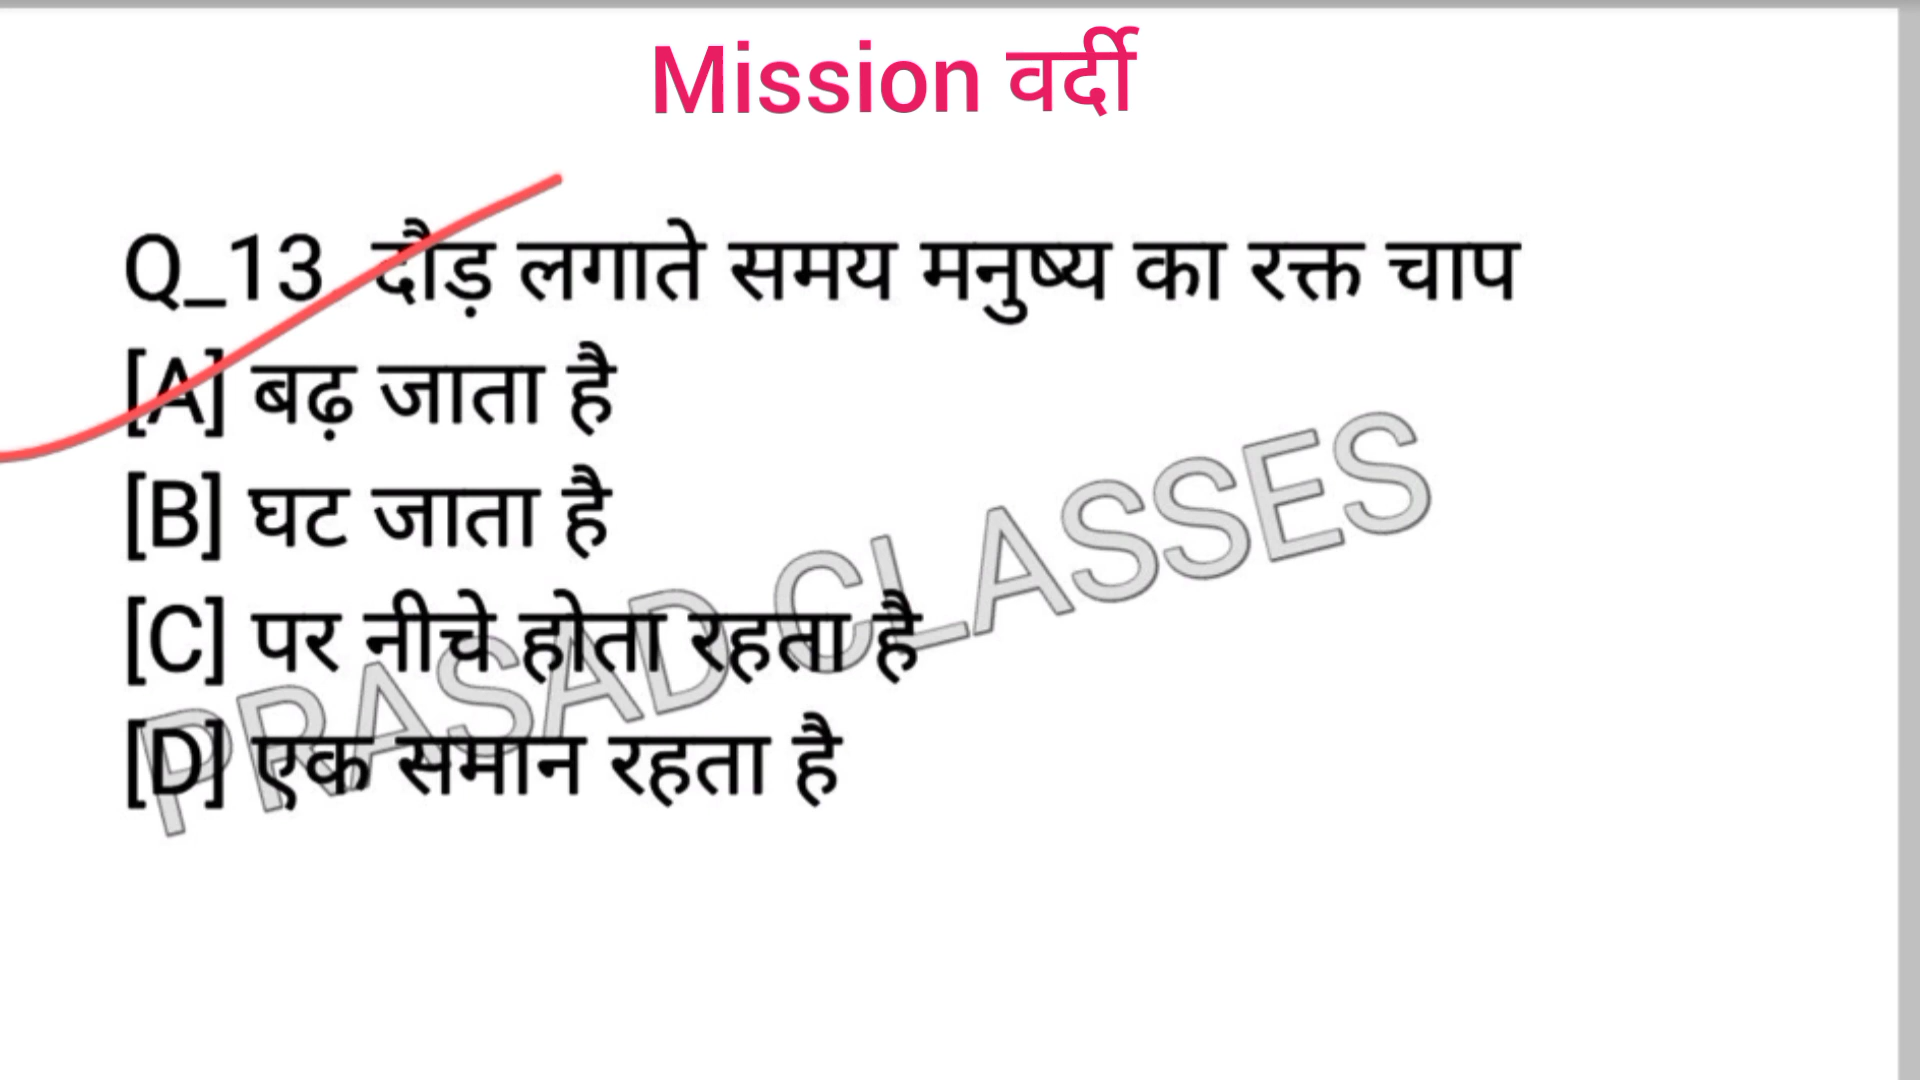 Mission वर्दी
Q_13 दौड़ लगाते समय मनुष्य का रक्त चाप
[A] बढ़ जाता है
[B] घट जाता है
[C] पर नीचे होता रहता है
[D] एक समान रहता है
PRASAD CLASSES